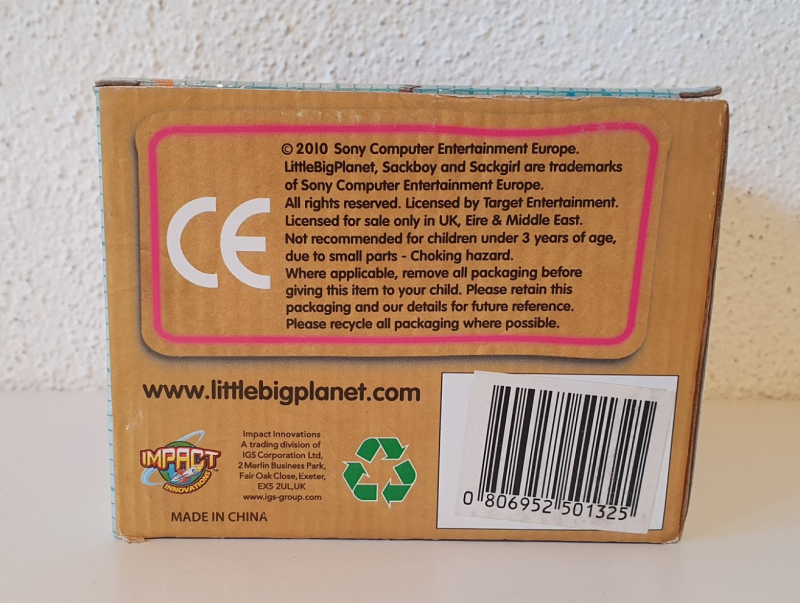 © 2010 Sony Computer Entertainment Europe.
LittleBigPlanet, Sackboy and Sackgirl are trademarks
of Sony Computer Entertainment Europe.
All rights reserved. Licensed by Target Entertainment.
Licensed for sale only in UK, Eire & Middle East.
Not recommended for children under 3 years of age,
due to small parts - Choking hazard.
Where applicable, remove all packaging before
giving this item to your child. Please retain this
packaging and our details for future reference.
Please recycle all packaging where possible.
CE
www.littlebigplanet.com
IMPACT
INNOVATIONS
Impact Innovations
A trading division of
IGS Corporation Ltd,
2 Merlin Business Park,
Fair Oak Close, Exeter,
EX5 2UL,UK
www.igs-group.com
MADE IN CHINA
0 806952 501325